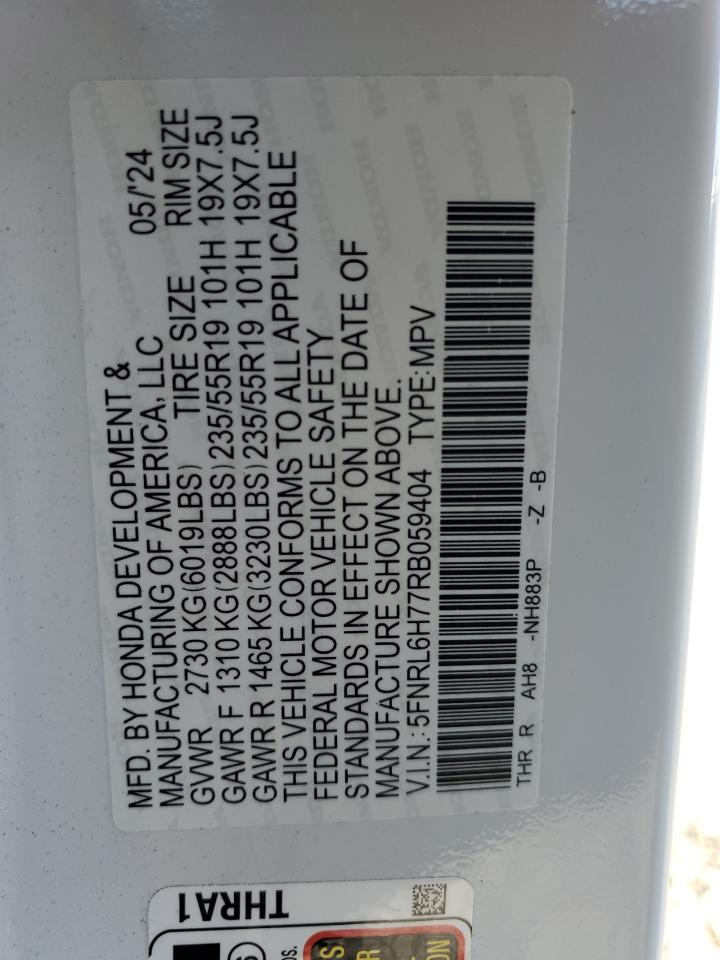 MFD. BY HONDA DEVELOPMENT & 05/'24
MANUFACTURING OF AMERICA, LLC
GVWR 2730 KG(6019LBS) TIRE SIZE RIM SIZE
GAWR F 1310 KG(2888LBS) 235/55R19 101H 19X7.5J
GAWR R 1465 KG(3230LBS) 235/55R19 101H 19X7.5J
THIS VEHICLE CONFORMS TO ALL APPLICABLE
FEDERAL MOTOR VEHICLE SAFETY
STANDARDS IN EFFECT ON THE DATE OF
MANUFACTURE SHOWN ABOVE.
V.I.N.:5FNRL6H77RB059404 TYPE:MPV
THR R AH8 -NH883P -Z -B
THRA1